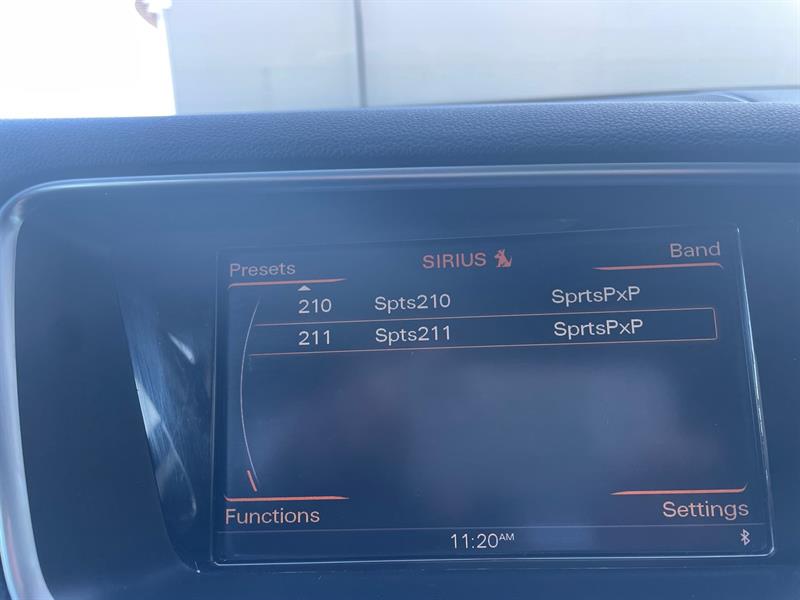 Presets SIRIUS Band
210 Spts210 SprtsPxP
211 Spts211 SprtsPxP
Functions Settings
11:20AM